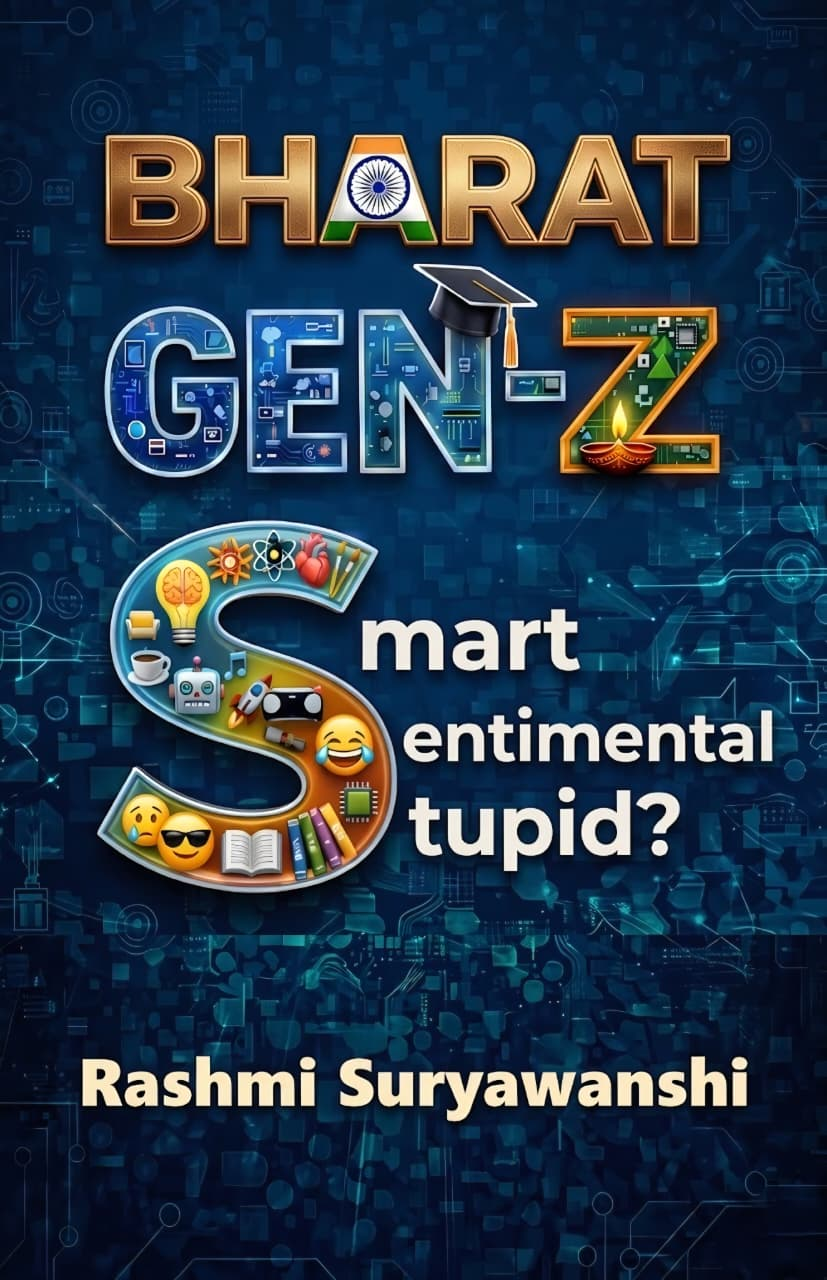 BHARAT
GEN-Z
Smart
Sentimental
Stupid?
Rashmi Suryawanshi